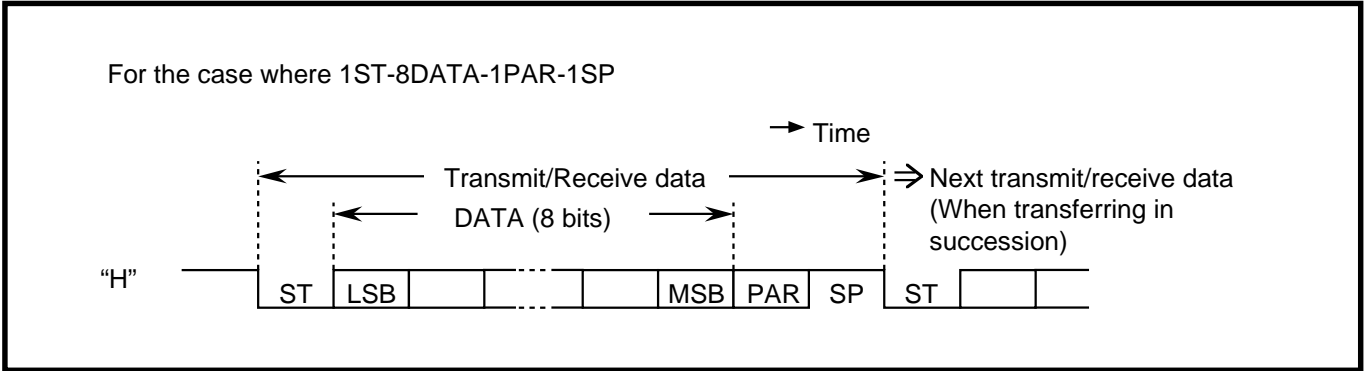 For the case where 1ST-8DATA-1PAR-1SP
Time
Transmit/Receive data
Next transmit/receive data
(When transferring in
succession)
DATA (8 bits)
“H”
ST LSB MSB PAR SP ST